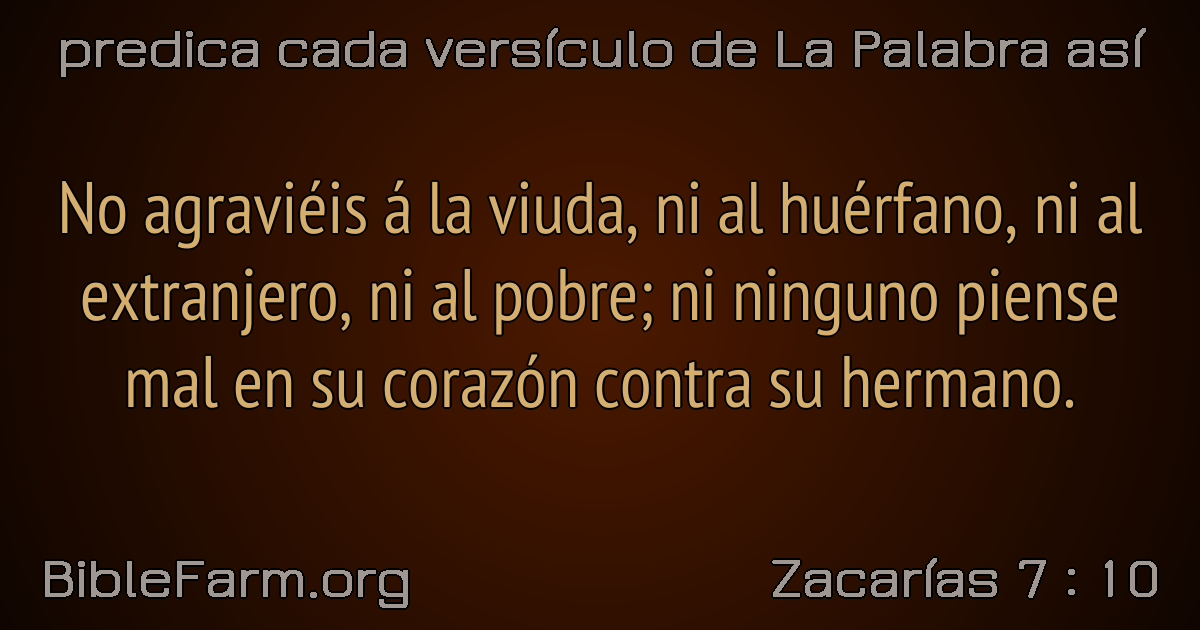 predica cada versículo de La Palabra así
No agraviéis á la viuda, ni al huérfano, ni al
extranjero, ni al pobre; ni ninguno piense
mal en su corazón contra su hermano.
BibleFarm.org
Zacarías 7 : 10